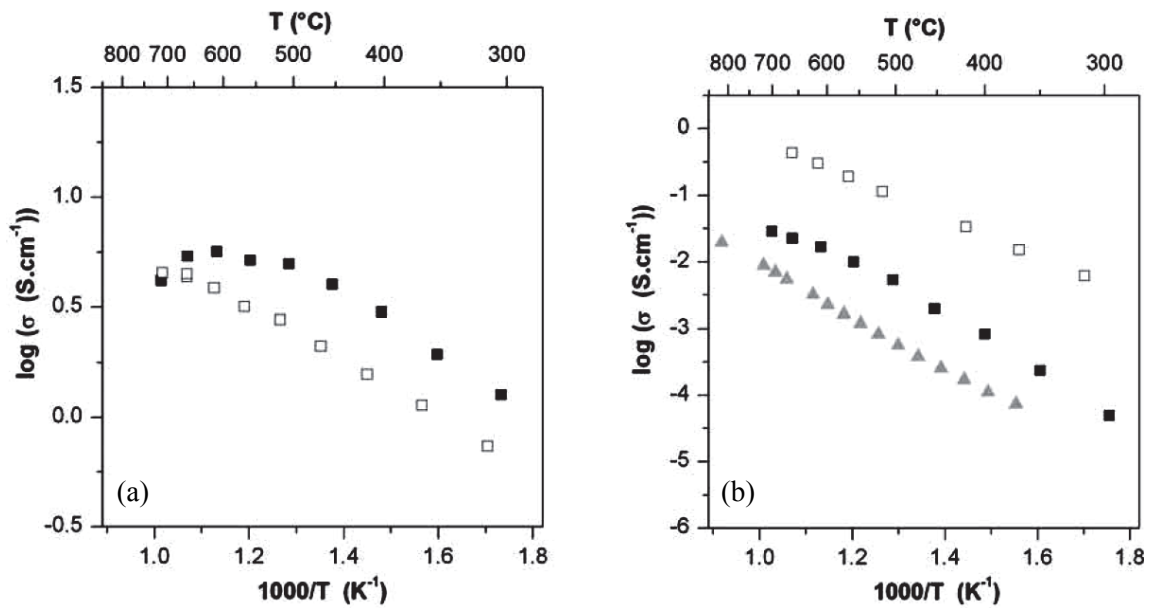 T (°C)
800 700 600 500 400 300
1.5
1.0
0.5
0.0
-0.5
log (σ (S.cm⁻¹))
(a)
1.0 1.2 1.4 1.6 1.8
1000/T (K⁻¹)
T (°C)
800 700 600 500 400 300
0
-1
-2
-3
-4
-5
-6
log (σ (S.cm⁻¹))
(b)
1.0 1.2 1.4 1.6 1.8
1000/T (K⁻¹)